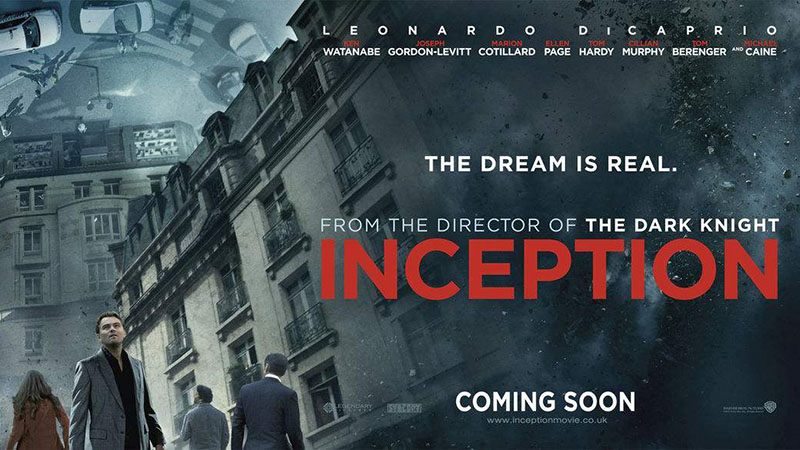 LEONARDO DICAPRIO
KEN WATANABE JOSEPH GORDON-LEVITT MARION COTILLARD ELLEN PAGE TOM HARDY CILLIAN MURPHY TOM BERENGER AND MICHAEL CAINE
THE DREAM IS REAL.
FROM THE DIRECTOR OF THE DARK KNIGHT
INCEPTION
COMING SOON
www.inceptionmovie.co.uk
LEGENDARY